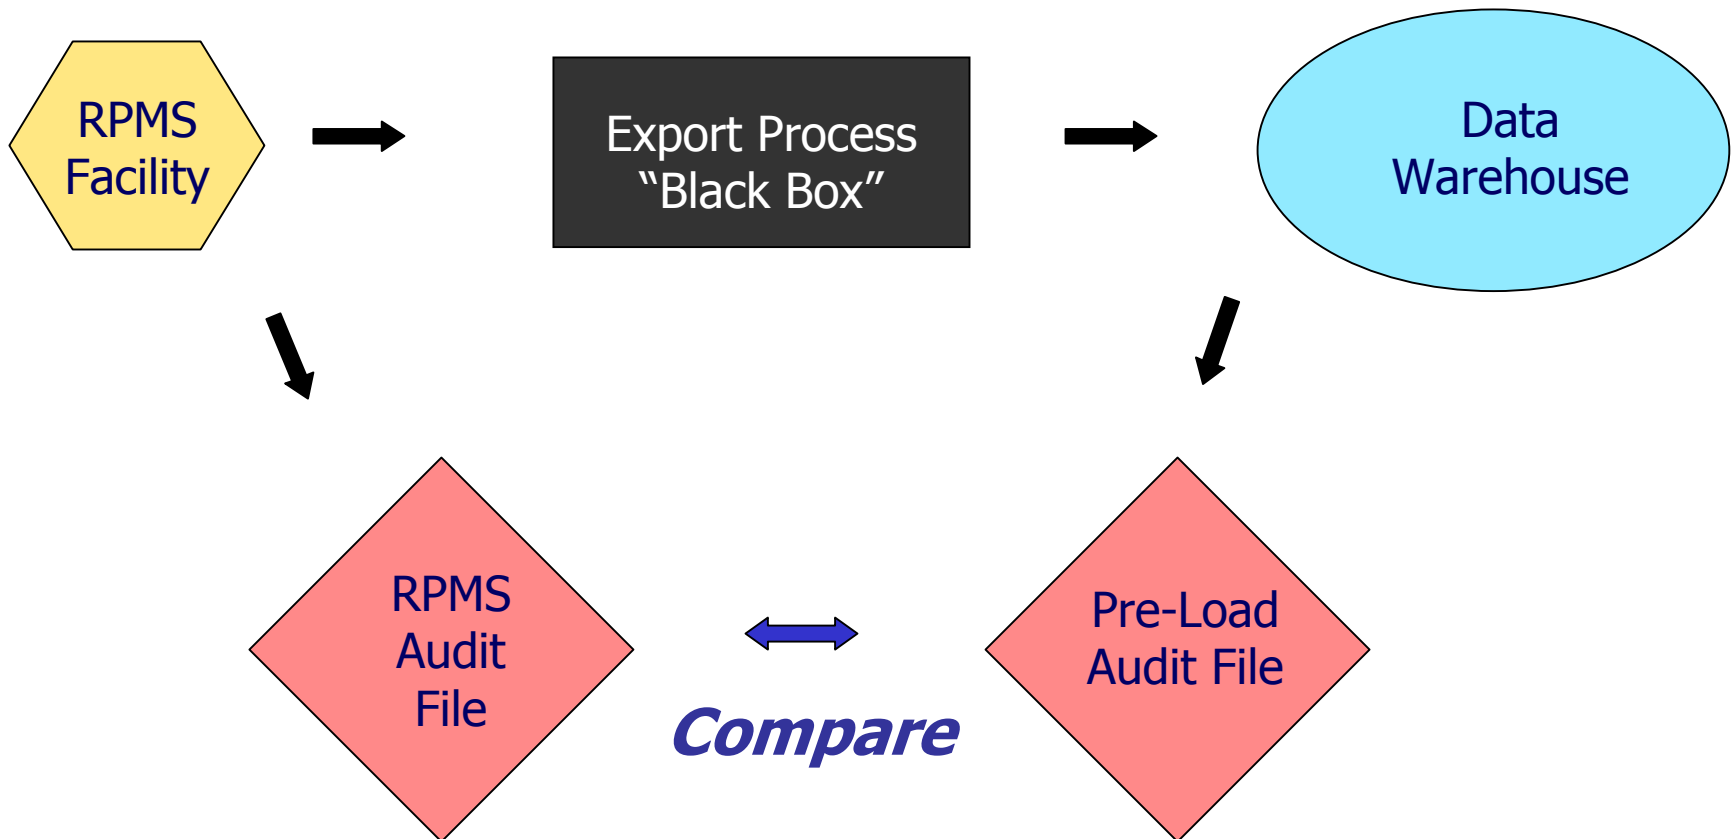 RPMS
Facility
Export Process
“Black Box”
Data
Warehouse
RPMS
Audit
File
Compare
Pre-Load
Audit File